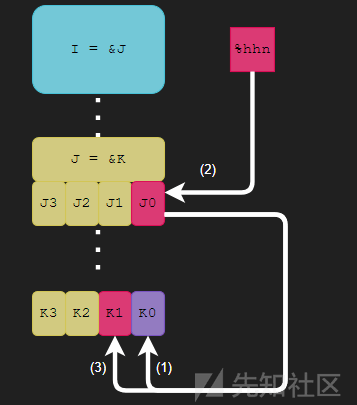 I = &J
%hhn
J = &K
(2)
J3 J2 J1 J0
K3 K2 K1 K0
(3) (1)
先知社区